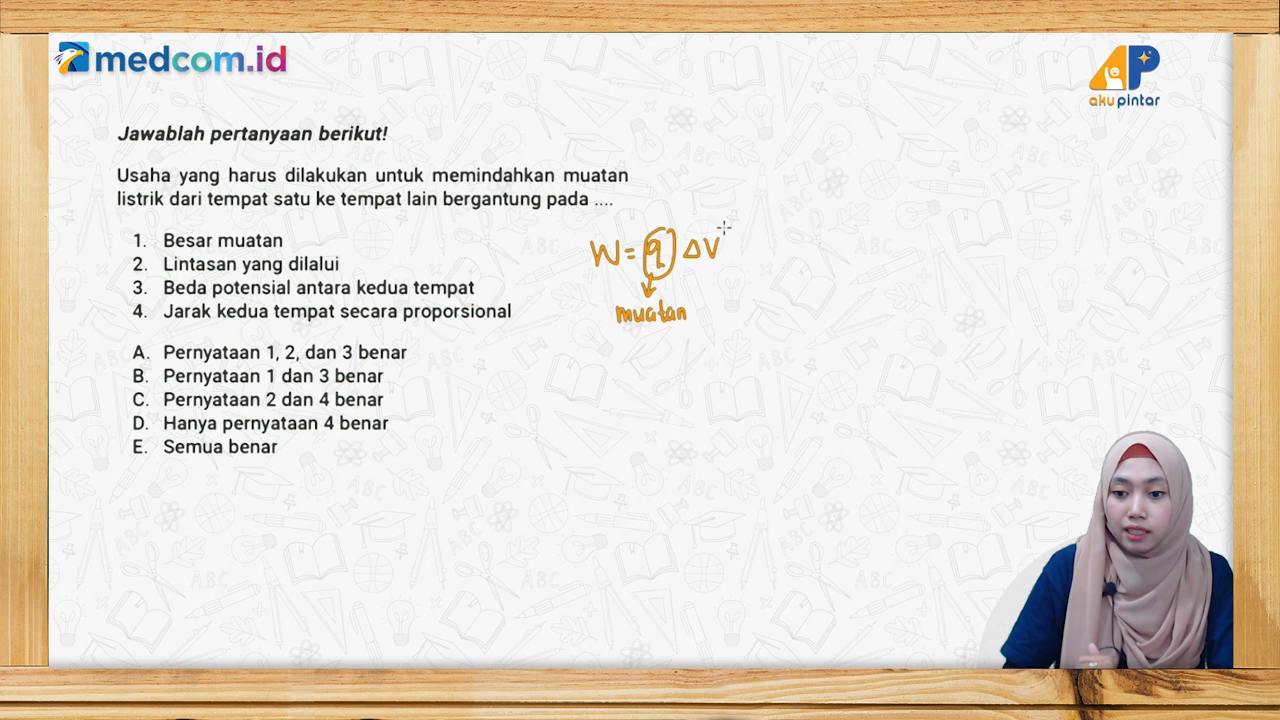 medcom.id
aku pintar
Jawablah pertanyaan berikut!
Usaha yang harus dilakukan untuk memindahkan muatan
listrik dari tempat satu ke tempat lain bergantung pada ....
1. Besar muatan
2. Lintasan yang dilalui
3. Beda potensial antara kedua tempat
4. Jarak kedua tempat secara proporsional
W = q ΔV
muatan
A. Pernyataan 1, 2, dan 3 benar
B. Pernyataan 1 dan 3 benar
C. Pernyataan 2 dan 4 benar
D. Hanya pernyataan 4 benar
E. Semua benar